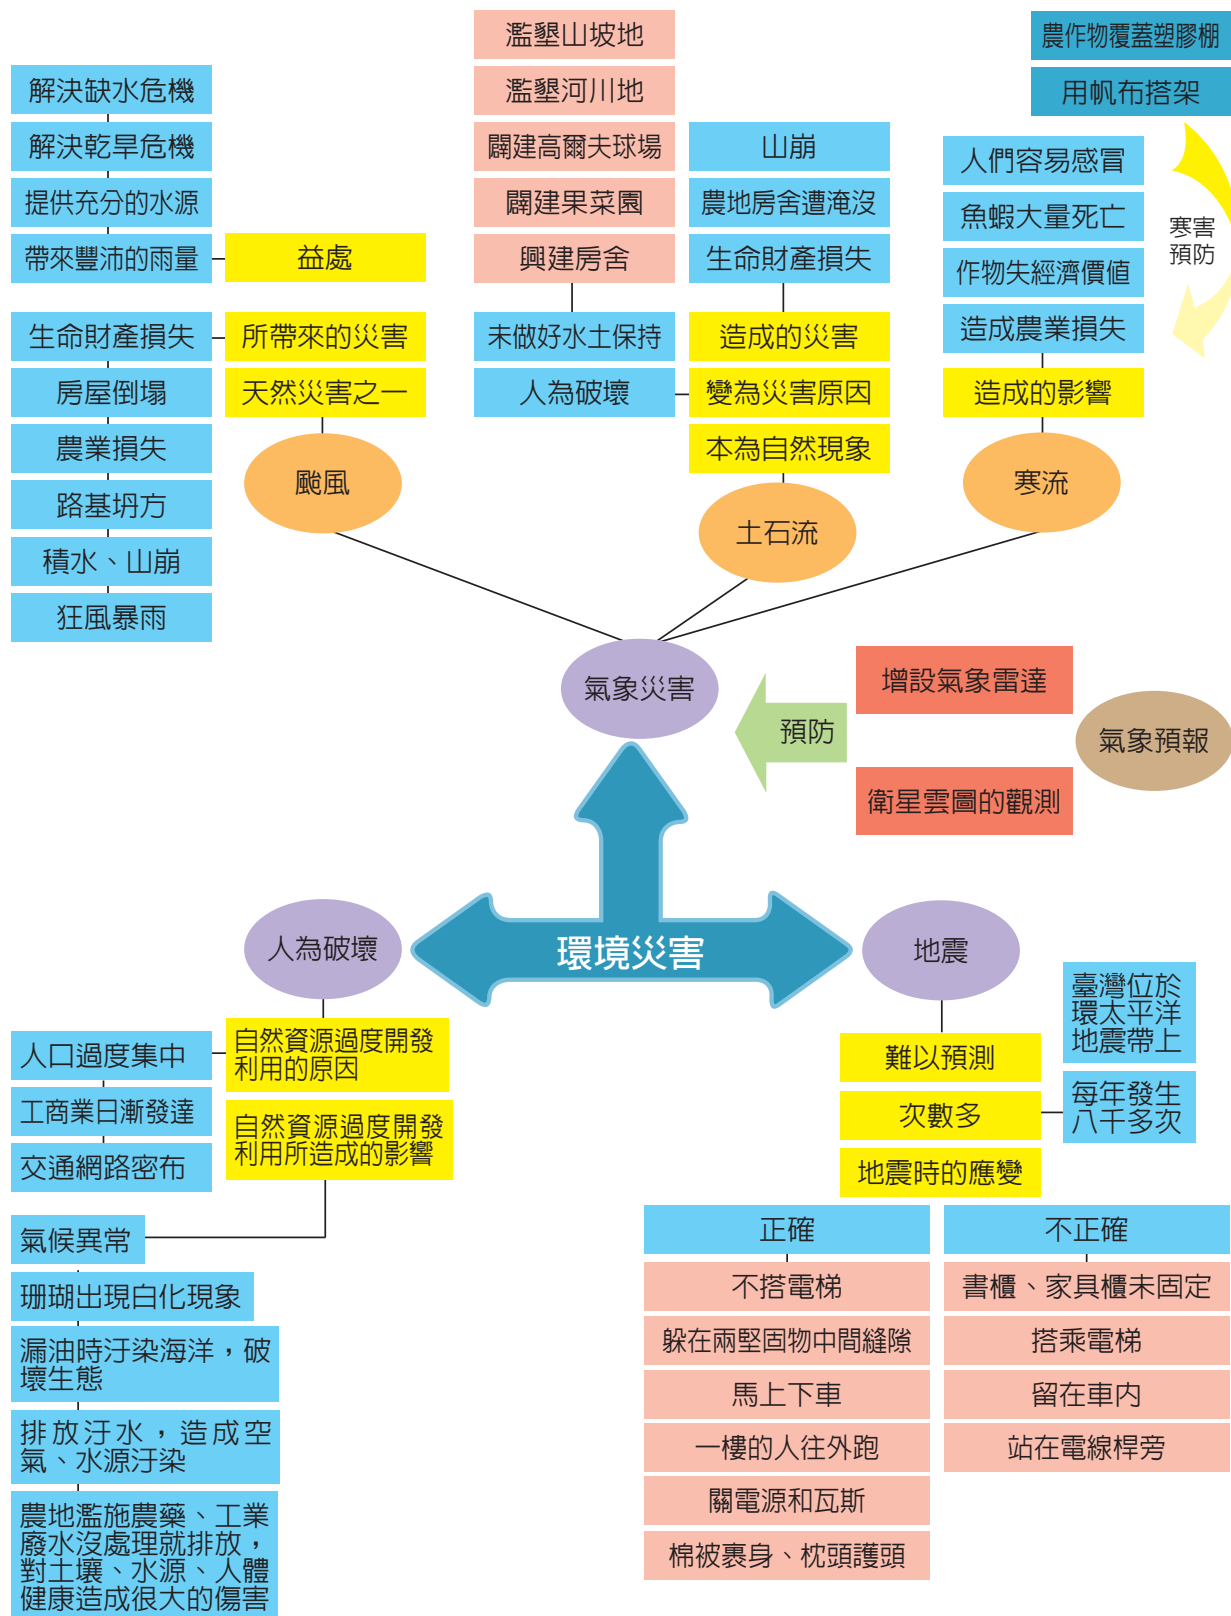 解決缺水危機
解決乾旱危機
提供充分的水源
帶來豐沛的雨量
益處
生命財產損失
所帶來的災害
房屋倒塌
天然災害之一
農業損失
路基坍方
積水、山崩
狂風暴雨
颱風
濫墾山坡地
濫墾河川地
闢建高爾夫球場
闢建果菜園
興建房舍
未做好水土保持
人為破壞
山崩
農地房舍遭淹沒
生命財產損失
造成的災害
變為災害原因
本為自然現象
土石流
農作物覆蓋塑膠棚
用帆布搭架
寒害
預防
人們容易感冒
魚蝦大量死亡
作物失經濟價值
造成農業損失
造成的影響
寒流
氣象災害
預防
增設氣象雷達
衛星雲圖的觀測
氣象預報
環境災害
人為破壞
自然資源過度開發
利用的原因
人口過度集中
工商業日漸發達
交通網路密布
自然資源過度開發
利用所造成的影響
氣候異常
珊瑚出現白化現象
漏油時汙染海洋，破
壞生態
排放汙水，造成空
氣、水源汙染
農地濫施農藥、工業
廢水沒處理就排放，
對土壤、水源、人體
健康造成很大的傷害
地震
難以預測
次數多
地震時的應變
臺灣位於
環太平洋
地震帶上
每年發生
八千多次
正確
不搭電梯
躲在兩堅固物中間縫隙
馬上下車
一樓的人往外跑
關電源和瓦斯
棉被裹身、枕頭護頭
不正確
書櫃、家具櫃未固定
搭乘電梯
留在車內
站在電線桿旁